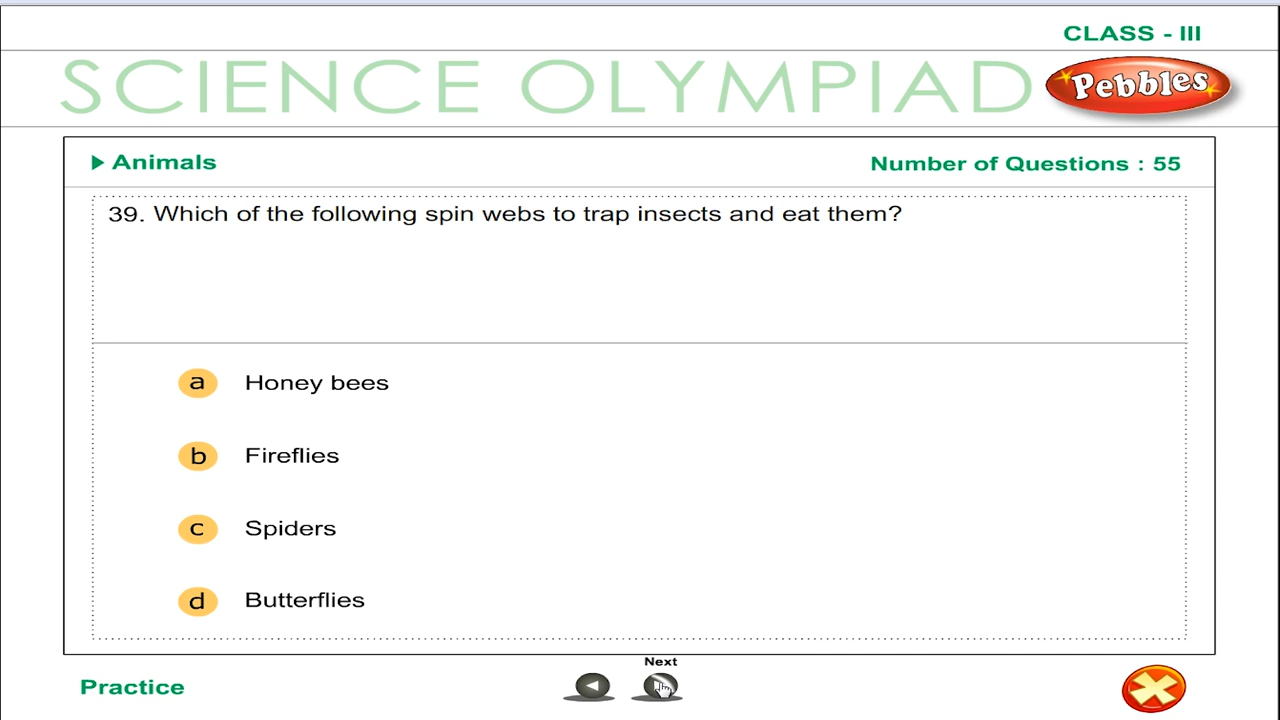 CLASS - III
SCIENCE OLYMPIAD
Pebbles
Animals
Number of Questions : 55
39. Which of the following spin webs to trap insects and eat them?
a Honey bees
b Fireflies
c Spiders
d Butterflies
Next
Practice